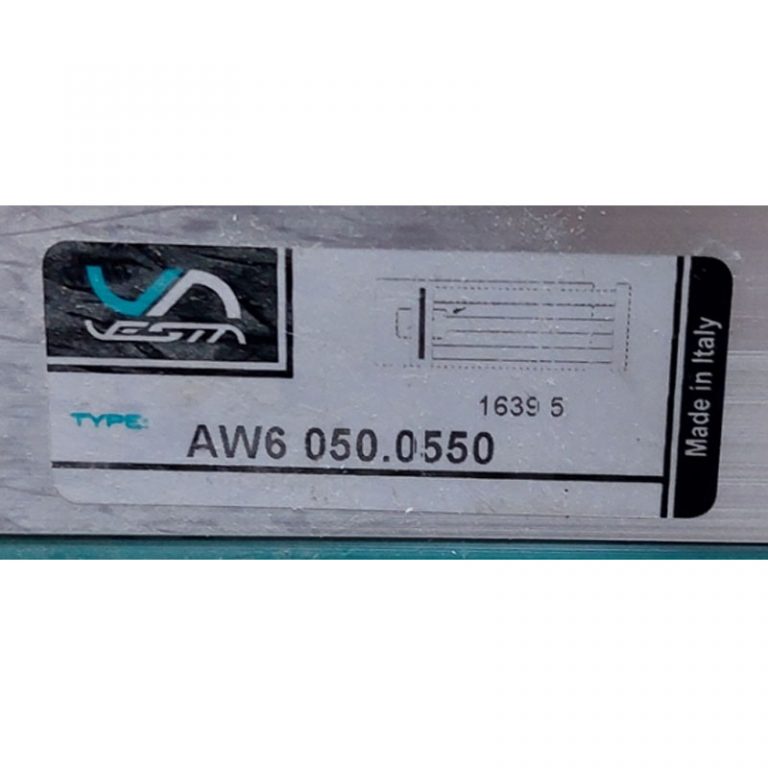 VESTA
1639 5
TYPE: AW6 050.0550
Made in Italy